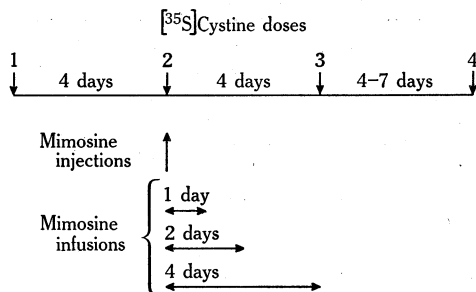 [³⁵S]Cystine doses
1 2 3 4
4 days 4 days 4–7 days
Mimosine
injections
1 day
Mimosine
infusions
2 days
4 days